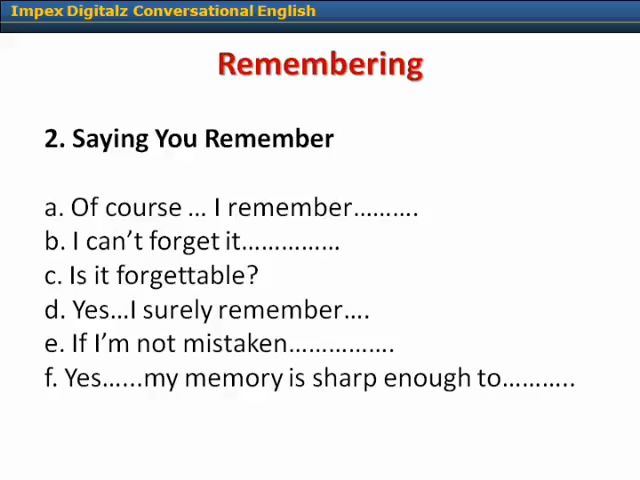 Impex Digitalz Conversational English
Remembering
2. Saying You Remember
a. Of course … I remember……….
b. I can’t forget it……………
c. Is it forgettable?
d. Yes…I surely remember….
e. If I’m not mistaken…………….
f. Yes…...my memory is sharp enough to………..